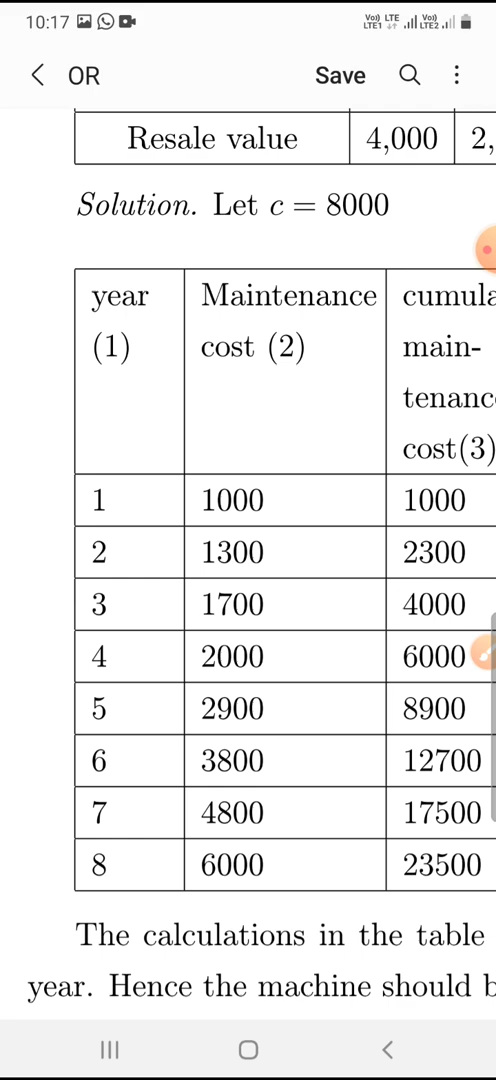 10:17 Vo)) LTE Vo))
LTE1 LTE2
OR Save
Resale value 4,000 2,
Solution. Let c = 8000
year Maintenance cumula
(1) cost (2) main-
tenanc
cost(3)
1 1000 1000
2 1300 2300
3 1700 4000
4 2000 6000
5 2900 8900
6 3800 12700
7 4800 17500
8 6000 23500
The calculations in the table
year. Hence the machine should b